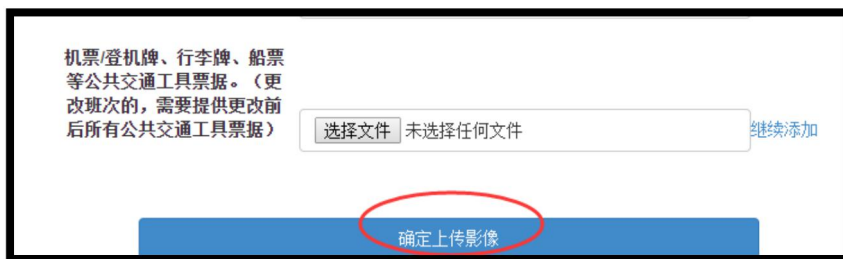 机票/登机牌、行李牌、船票
等公共交通工具票据。（更
改班次的，需要提供更改前
后所有公共交通工具票据）
选择文件 未选择任何文件 继续添加
确定上传影像